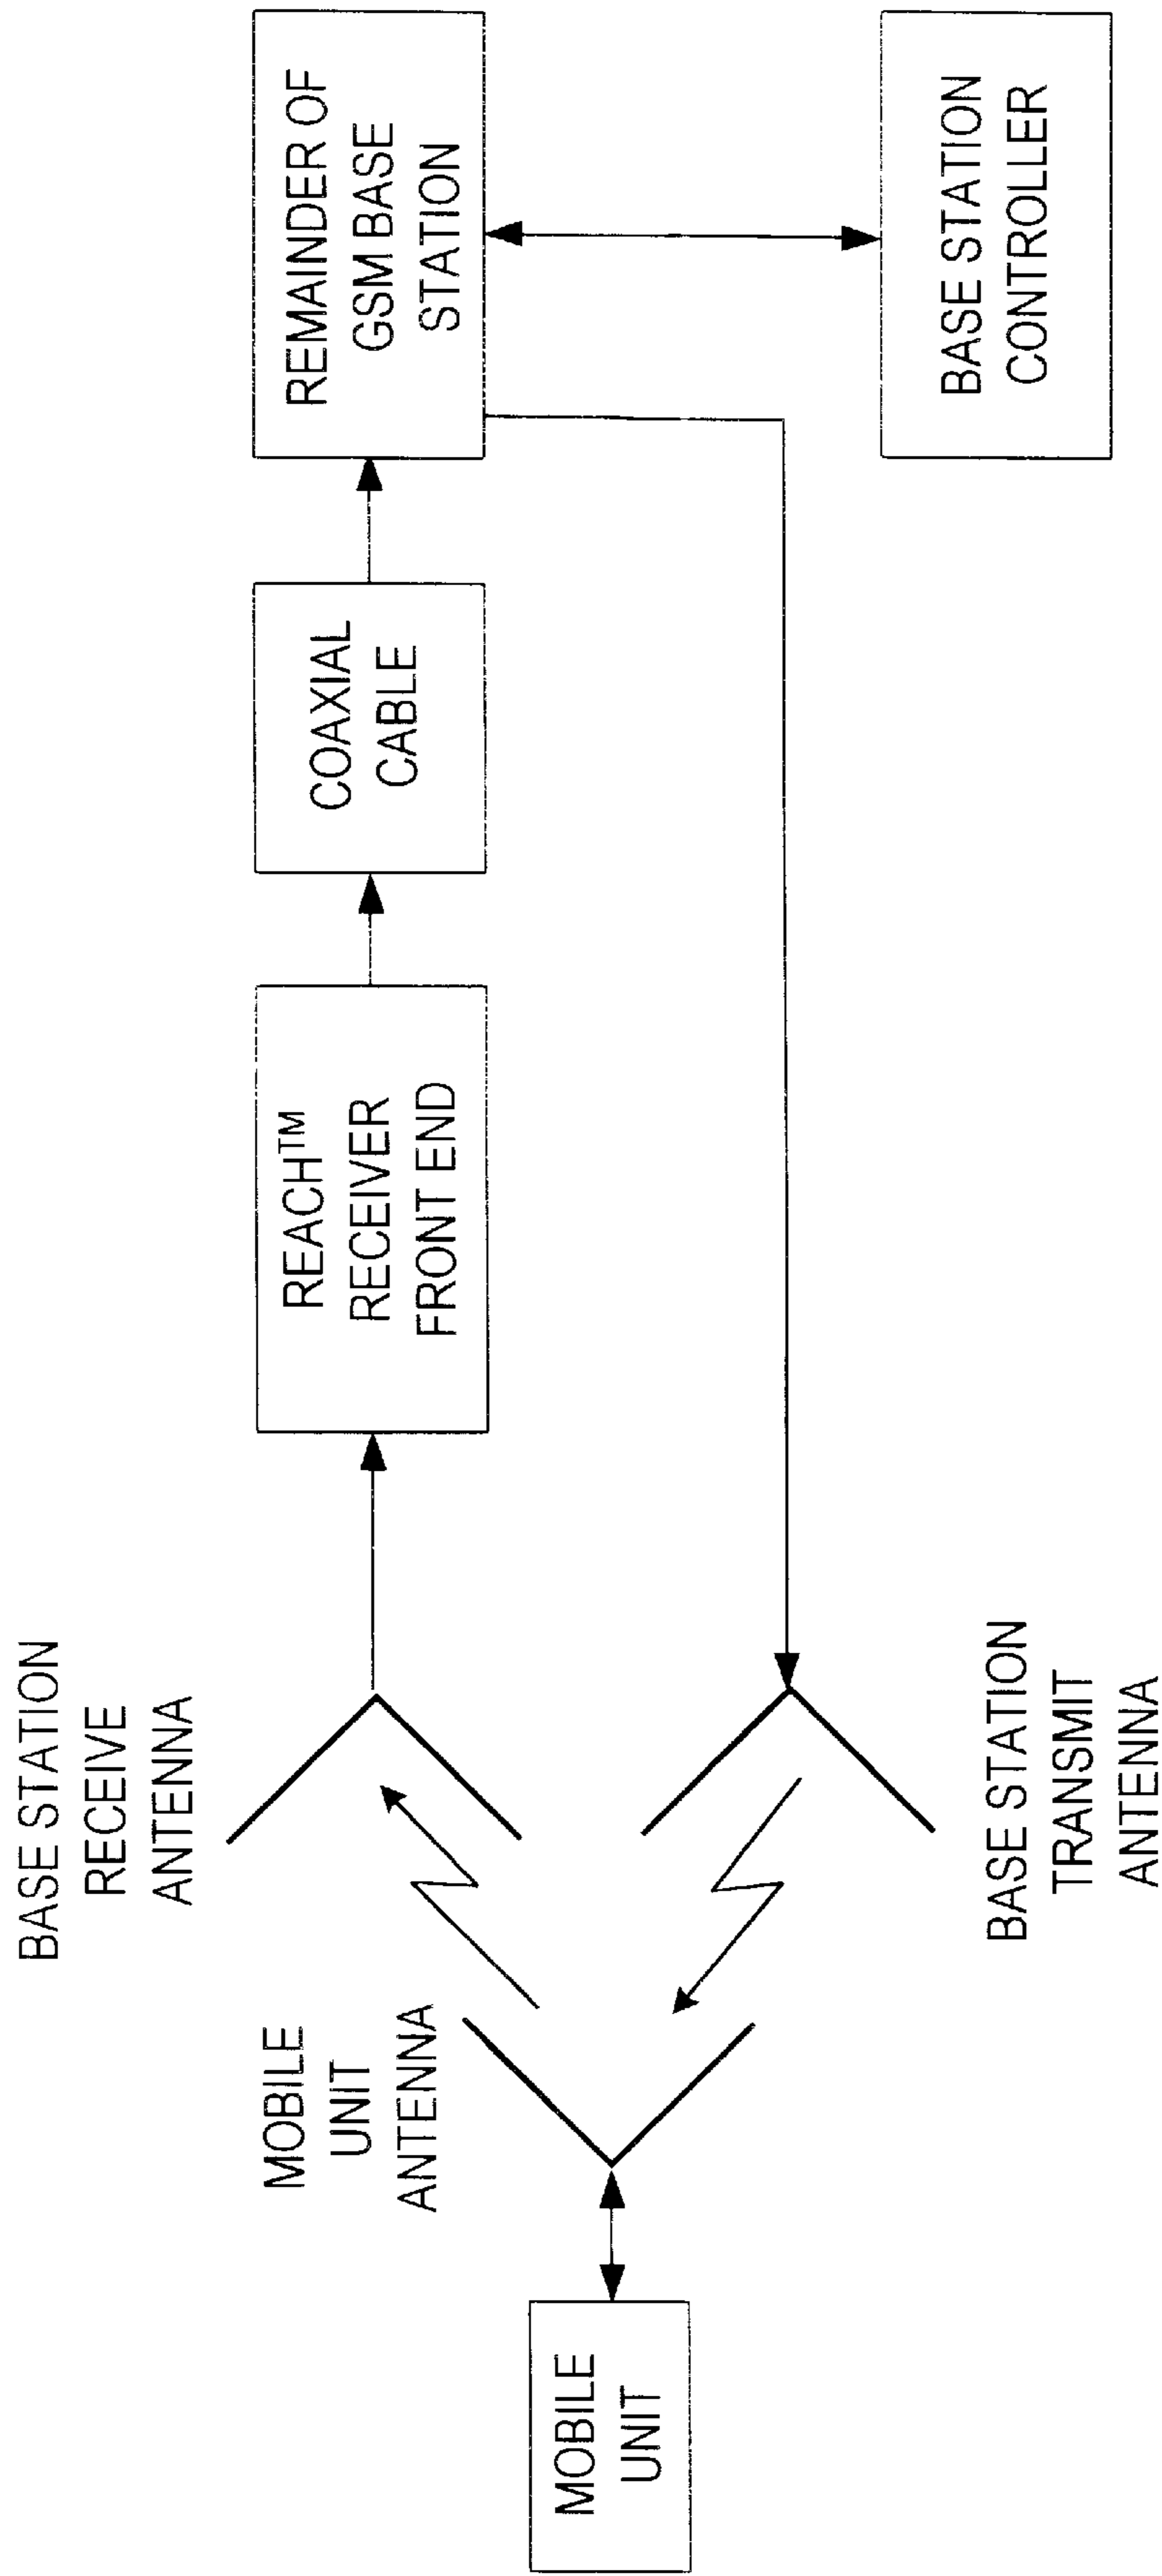 BASE STATION
RECEIVE
ANTENNA
MOBILE
UNIT
ANTENNA
MOBILE
UNIT
REACH™
RECEIVER
FRONT END
COAXIAL
CABLE
REMAINDER OF
GSM BASE
STATION
BASE STATION
TRANSMIT
ANTENNA
BASE STATION
CONTROLLER